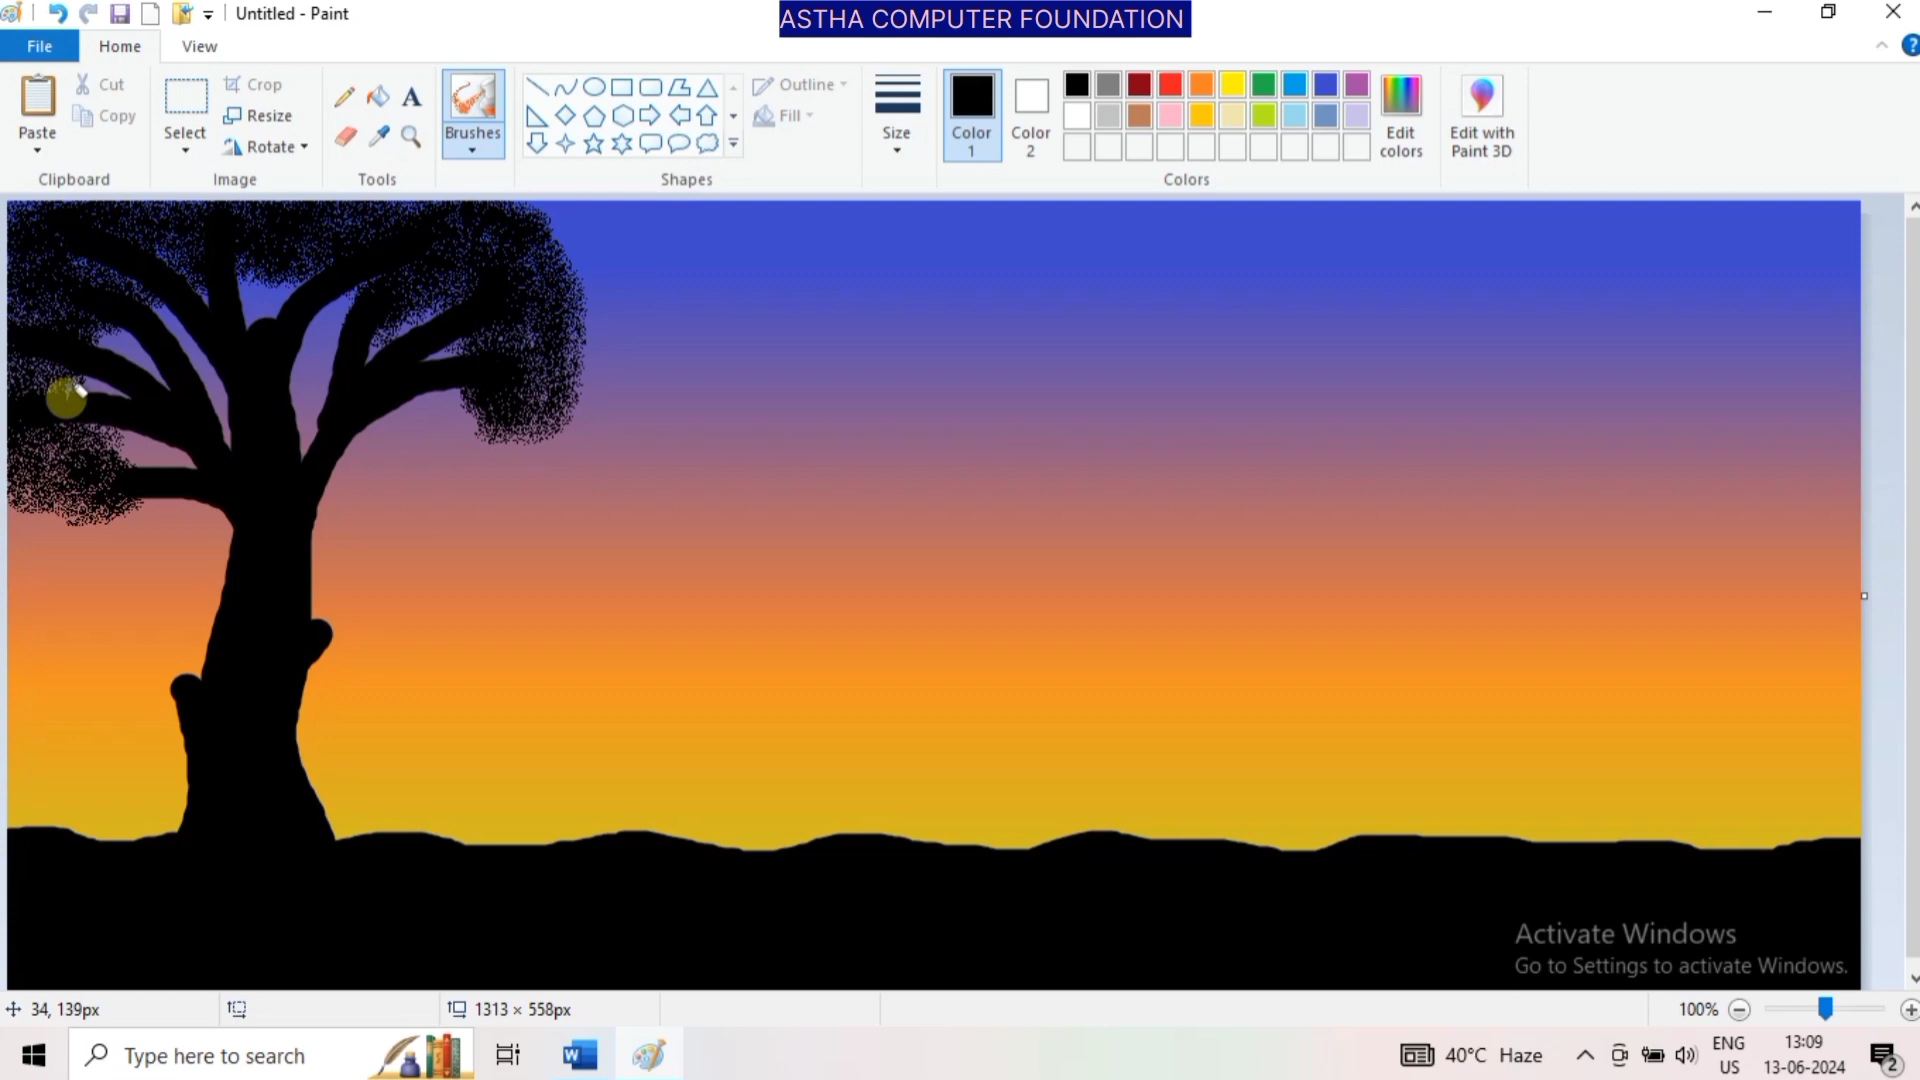 Untitled - Paint
ASTHA COMPUTER FOUNDATION
File
Home
View
Paste
Cut
Copy
Clipboard
Select
Crop
Resize
Rotate
Image
A
Tools
Brushes
Shapes
Outline
Fill
Size
Color
1
Color
2
Colors
Edit
colors
Edit with
Paint 3D
Activate Windows
Go to Settings to activate Windows.
34, 139px
1313 × 558px
100%
Type here to search
W
40°C Haze
ENG
US
13:09
13-06-2024
2